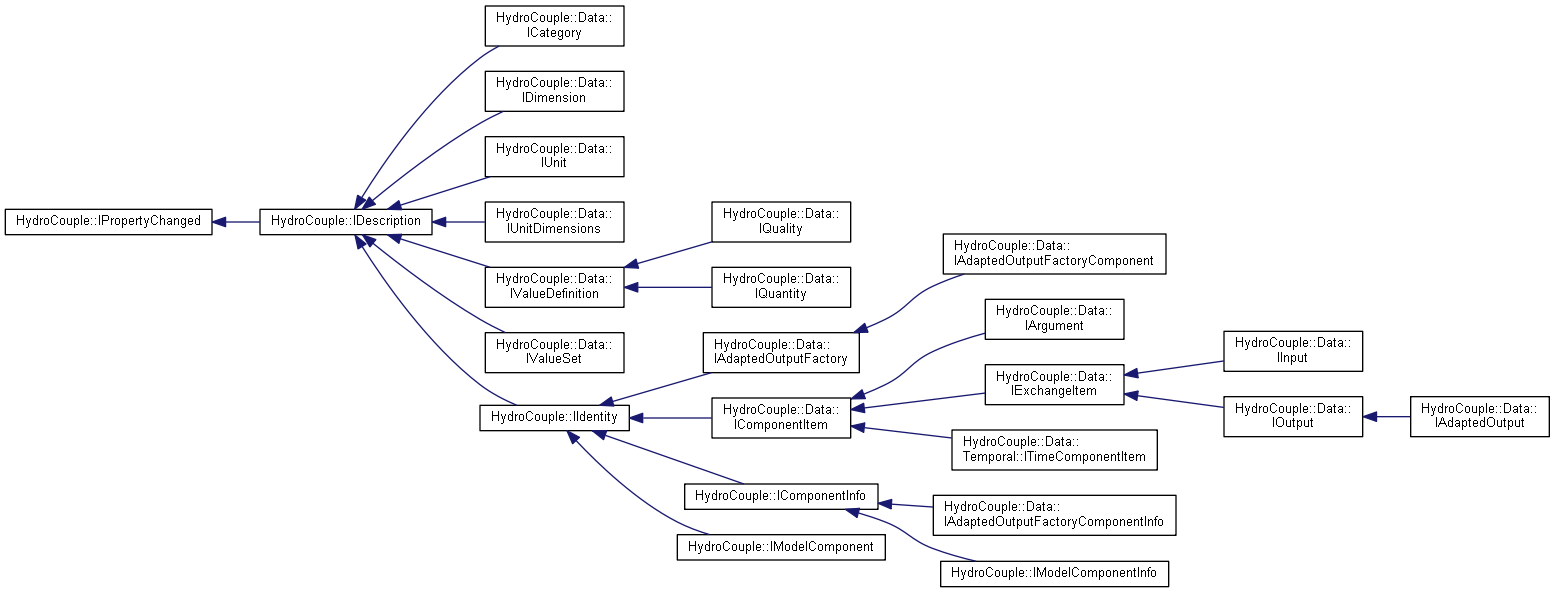 HydroCouple::IPropertyChanged
HydroCouple::IDescription
HydroCouple::Data::
ICategory
HydroCouple::Data::
IDimension
HydroCouple::Data::
IUnit
HydroCouple::Data::
IUnitDimensions
HydroCouple::Data::
IValueDefinition
HydroCouple::Data::
IValueSet
HydroCouple::IIdentity
HydroCouple::Data::
IQuality
HydroCouple::Data::
IQuantity
HydroCouple::Data::
IAdaptedOutputFactory
HydroCouple::Data::
IComponentItem
HydroCouple::IComponentInfo
HydroCouple::IModelComponent
HydroCouple::Data::
IAdaptedOutputFactoryComponent
HydroCouple::Data::
IArgument
HydroCouple::Data::
IExchangeItem
HydroCouple::Data::
Temporal::ITimeComponentItem
HydroCouple::Data::
IAdaptedOutputFactoryComponentInfo
HydroCouple::IModelComponentInfo
HydroCouple::Data::
IInput
HydroCouple::Data::
IOutput
HydroCouple::Data::
IAdaptedOutput